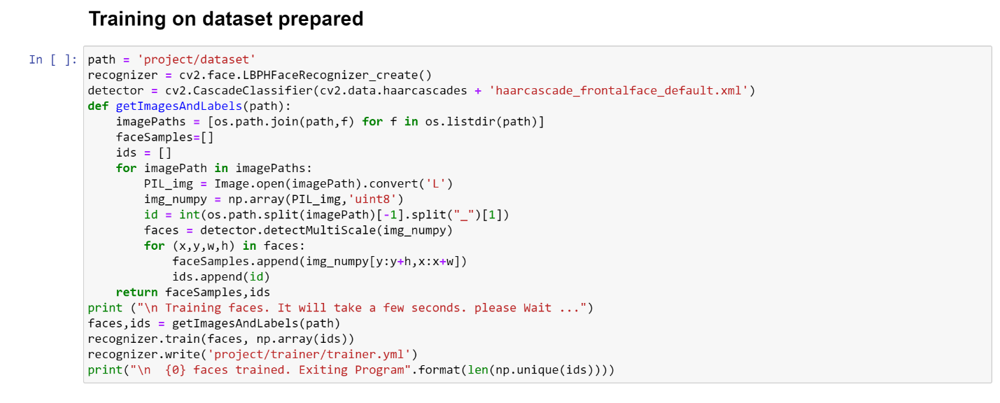 Training on dataset prepared
In [ ]: path = 'project/dataset'
recognizer = cv2.face.LBPHFaceRecognizer_create()
detector = cv2.CascadeClassifier(cv2.data.haarcascades + 'haarcascade_frontalface_default.xml')
def getImagesAndLabels(path):
    imagePaths = [os.path.join(path,f) for f in os.listdir(path)]
    faceSamples=[]
    ids = []
    for imagePath in imagePaths:
        PIL_img = Image.open(imagePath).convert('L')
        img_numpy = np.array(PIL_img,'uint8')
        id = int(os.path.split(imagePath)[-1].split("_")[1])
        faces = detector.detectMultiScale(img_numpy)
        for (x,y,w,h) in faces:
            faceSamples.append(img_numpy[y:y+h,x:x+w])
            ids.append(id)
    return faceSamples,ids
print ("\n Training faces. It will take a few seconds. please Wait ...")
faces,ids = getImagesAndLabels(path)
recognizer.train(faces, np.array(ids))
recognizer.write('project/trainer/trainer.yml')
print("\n  {0} faces trained. Exiting Program".format(len(np.unique(ids))))